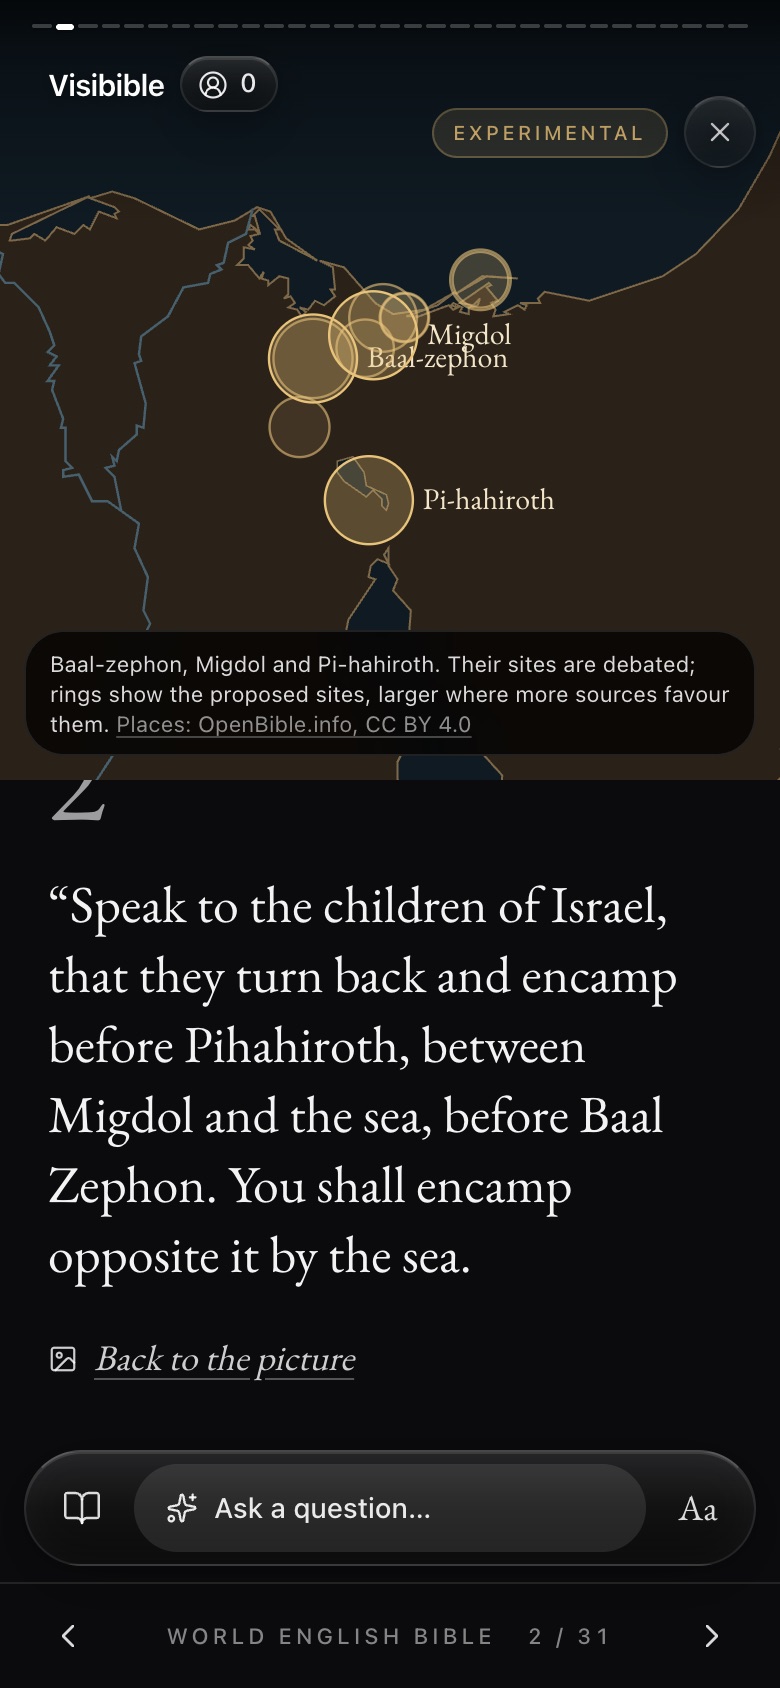 Visibible
0
EXPERIMENTAL
Migdol
Baal-zephon
Pi-hahiroth
Baal-zephon, Migdol and Pi-hahiroth. Their sites are debated;
rings show the proposed sites, larger where more sources favour
them. Places: OpenBible.info, CC BY 4.0
2
“Speak to the children of Israel,
that they turn back and encamp
before Pihahiroth, between
Migdol and the sea, before Baal
Zephon. You shall encamp
opposite it by the sea.
Back to the picture
Ask a question...
Aa
WORLD ENGLISH BIBLE 2 / 31